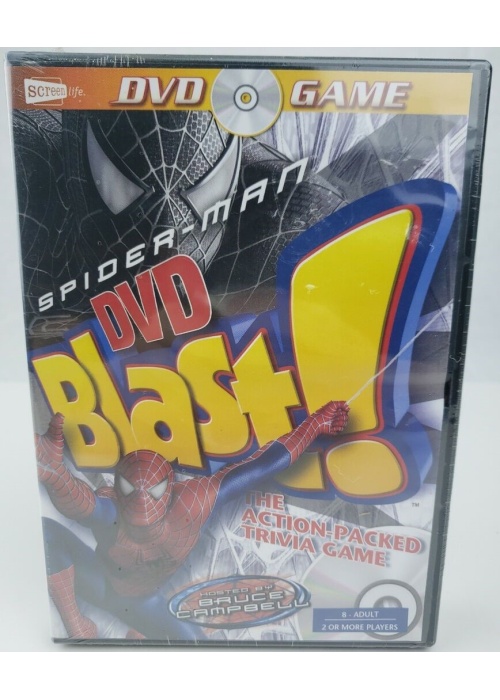 screen life.
DVD GAME
SPIDER-MAN
DVD
Blast!
™
THE
ACTION-PACKED
TRIVIA GAME
HOSTED BY
BRUCE
CAMPBELL
8 - ADULT
2 OR MORE PLAYERS